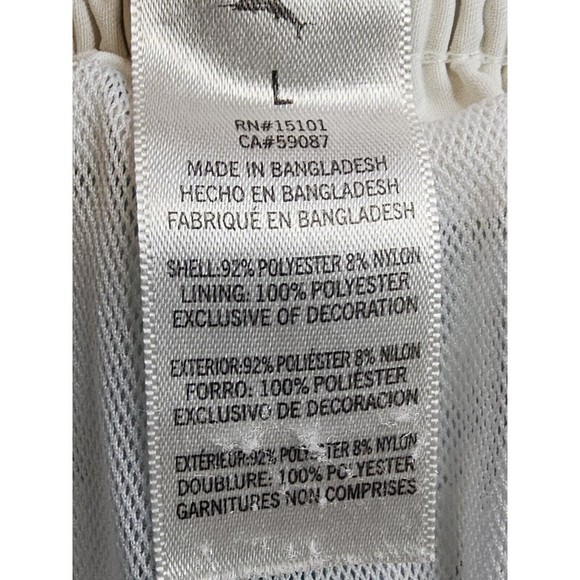 L
RN#15101
CA#59087
MADE IN BANGLADESH
HECHO EN BANGLADESH
FABRIQUÉ EN BANGLADESH
SHELL:92% POLYESTER 8% NYLON
LINING: 100% POLYESTER
EXCLUSIVE OF DECORATION
EXTERIOR:92% POLIÉSTER 8% NILON
FORRO: 100% POLIÉSTER
EXCLUSIVO DE DECORACION
EXTÉRIEUR:92% POLYESTER 8% NYLON
DOUBLURE: 100% POLYESTER
GARNITURES NON COMPRISES